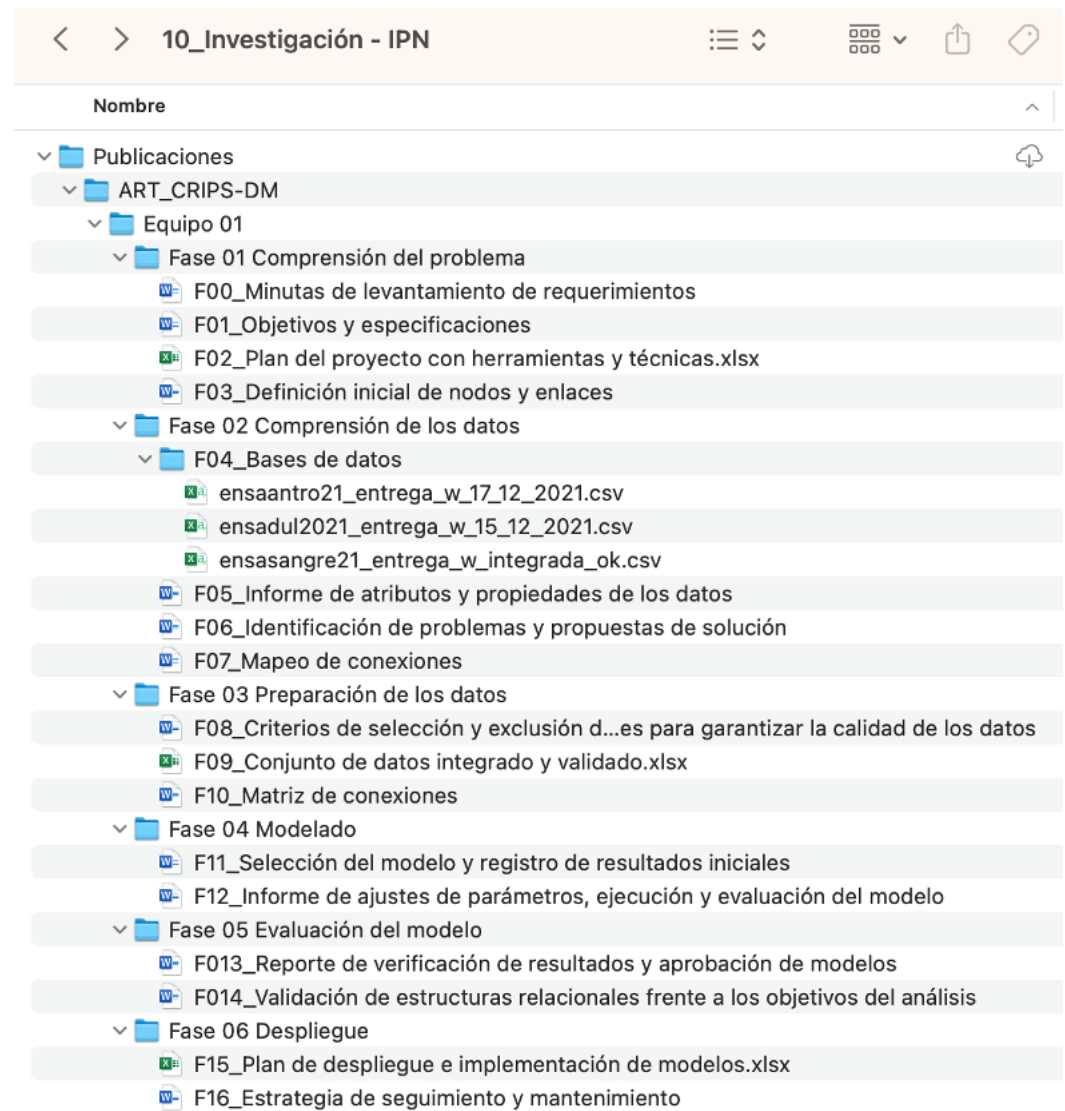 10_Investigación - IPN
Nombre
Publicaciones
ART_CRIPS-DM
Equipo 01
Fase 01 Comprensión del problema
F00_Minutas de levantamiento de requerimientos
F01_Objetivos y especificaciones
F02_Plan del proyecto con herramientas y técnicas.xlsx
F03_Definición inicial de nodos y enlaces
Fase 02 Comprensión de los datos
F04_Bases de datos
ensaantro21_entrega_w_17_12_2021.csv
ensadul2021_entrega_w_15_12_2021.csv
ensasangre21_entrega_w_integrada_ok.csv
F05_Informe de atributos y propiedades de los datos
F06_Identificación de problemas y propuestas de solución
F07_Mapeo de conexiones
Fase 03 Preparación de los datos
F08_Criterios de selección y exclusión d...es para garantizar la calidad de los datos
F09_Conjunto de datos integrado y validado.xlsx
F10_Matriz de conexiones
Fase 04 Modelado
F11_Selección del modelo y registro de resultados iniciales
F12_Informe de ajustes de parámetros, ejecución y evaluación del modelo
Fase 05 Evaluación del modelo
F013_Reporte de verificación de resultados y aprobación de modelos
F014_Validación de estructuras relacionales frente a los objetivos del análisis
Fase 06 Despliegue
F15_Plan de despliegue e implementación de modelos.xlsx
F16_Estrategia de seguimiento y mantenimiento